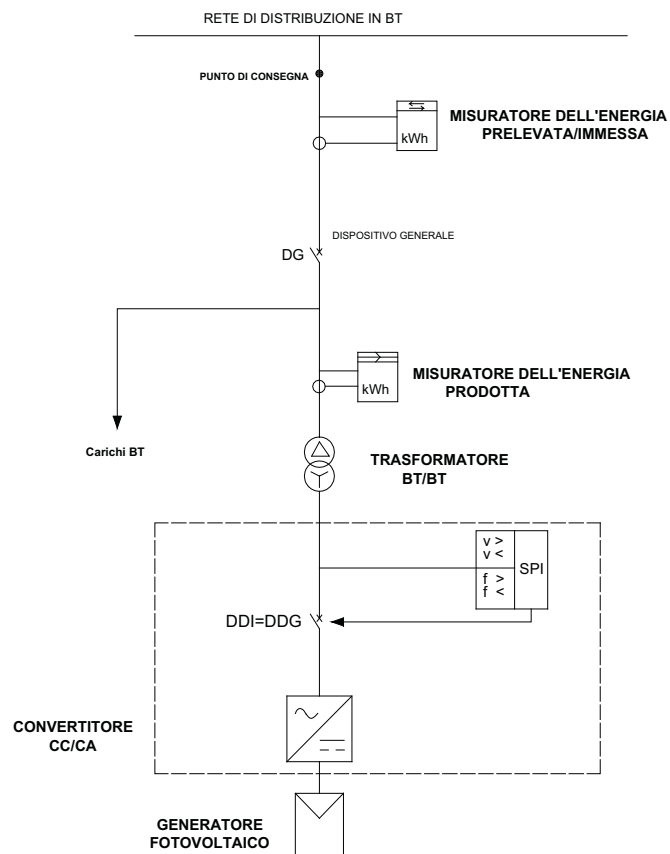 RETE DI DISTRIBUZIONE IN BT
PUNTO DI CONSEGNA
MISURATORE DELL'ENERGIA
PRELEVATA/IMMESSA
kWh
DISPOSITIVO GENERALE
DG
MISURATORE DELL'ENERGIA
PRODOTTA
kWh
Carichi BT
TRASFORMATORE
BT/BT
v >
v <
SPI
f >
f <
DDI=DDG
CONVERTITORE
CC/CA
GENERATORE
FOTOVOLTAICO